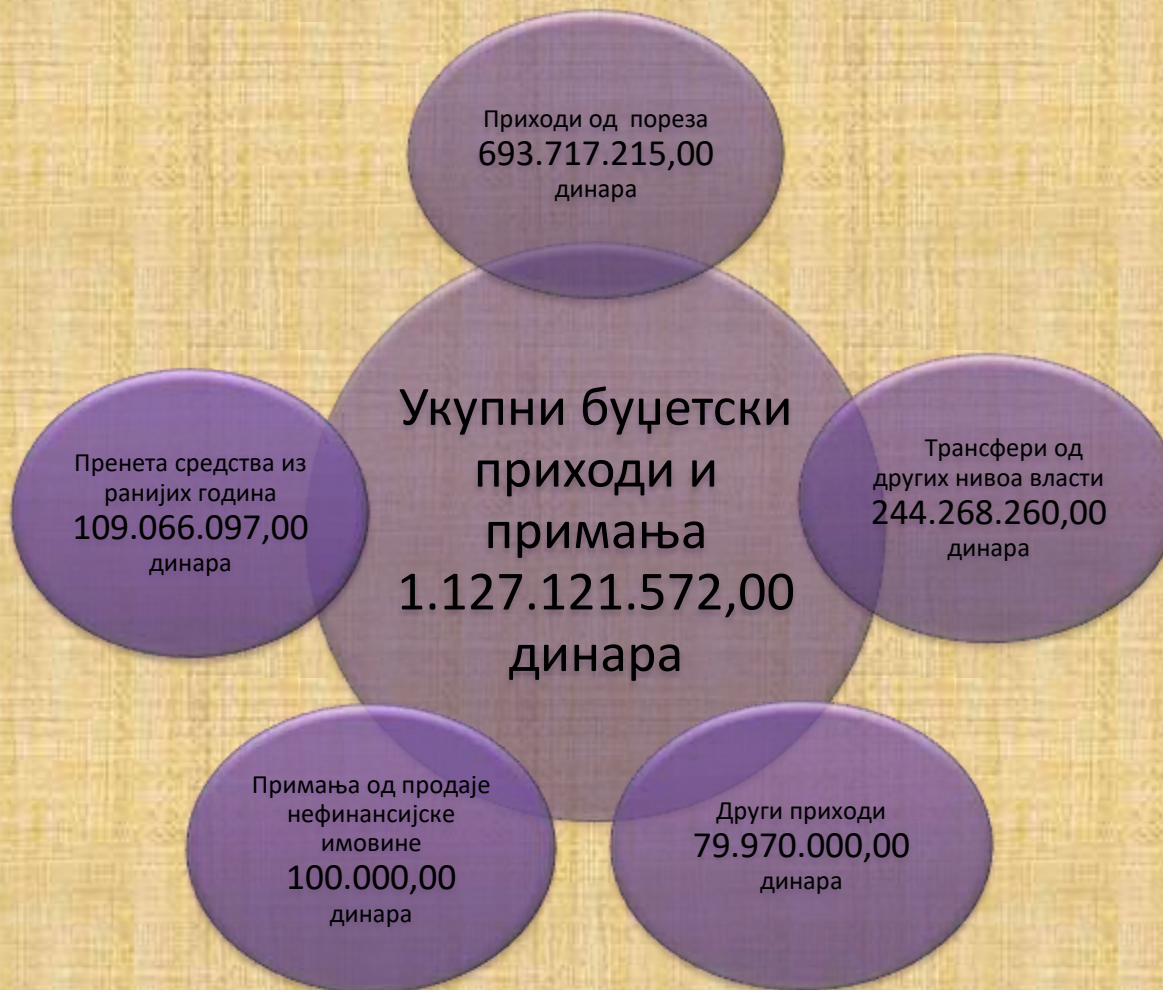 Приходи од  пореза
693.717.215,00
динара
Укупни буџетски
приходи и
примања
1.127.121.572,00
динара
Трансфери од
других нивоа власти
244.268.260,00
динара
Други приходи
79.970.000,00
динара
Примања од продаје
нефинансијске
имовине
100.000,00
динара
Пренета средства из
ранијих година
109.066.097,00
динара